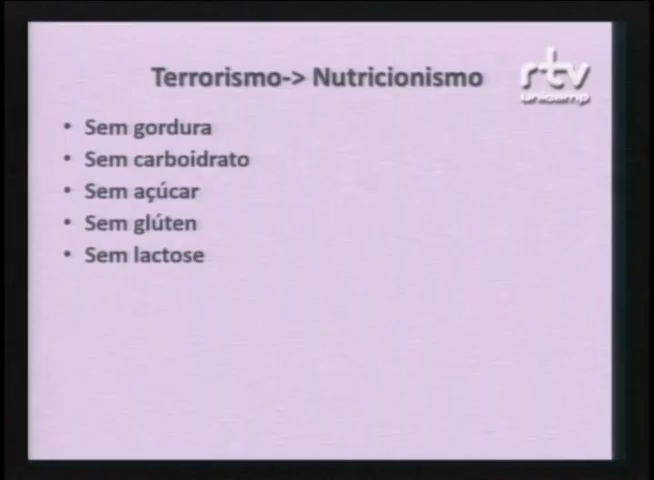 Terrorismo-> Nutricionismo
rtv
unicamp
• Sem gordura
• Sem carboidrato
• Sem açúcar
• Sem glúten
• Sem lactose